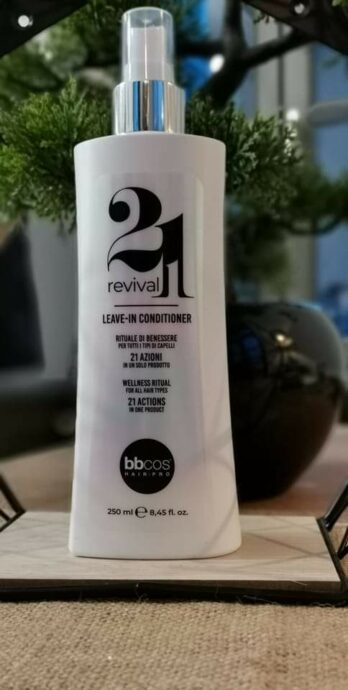 21
revival
LEAVE-IN CONDITIONER
RITUALE DI BENESSERE
PER TUTTI I TIPI DI CAPELLI
21 AZIONI
IN UN SOLO PRODOTTO
WELLNESS RITUAL
FOR ALL HAIR TYPES
21 ACTIONS
IN ONE PRODUCT
bbcos
HAIR·PRO
250 ml ℮ 8,45 fl. oz.